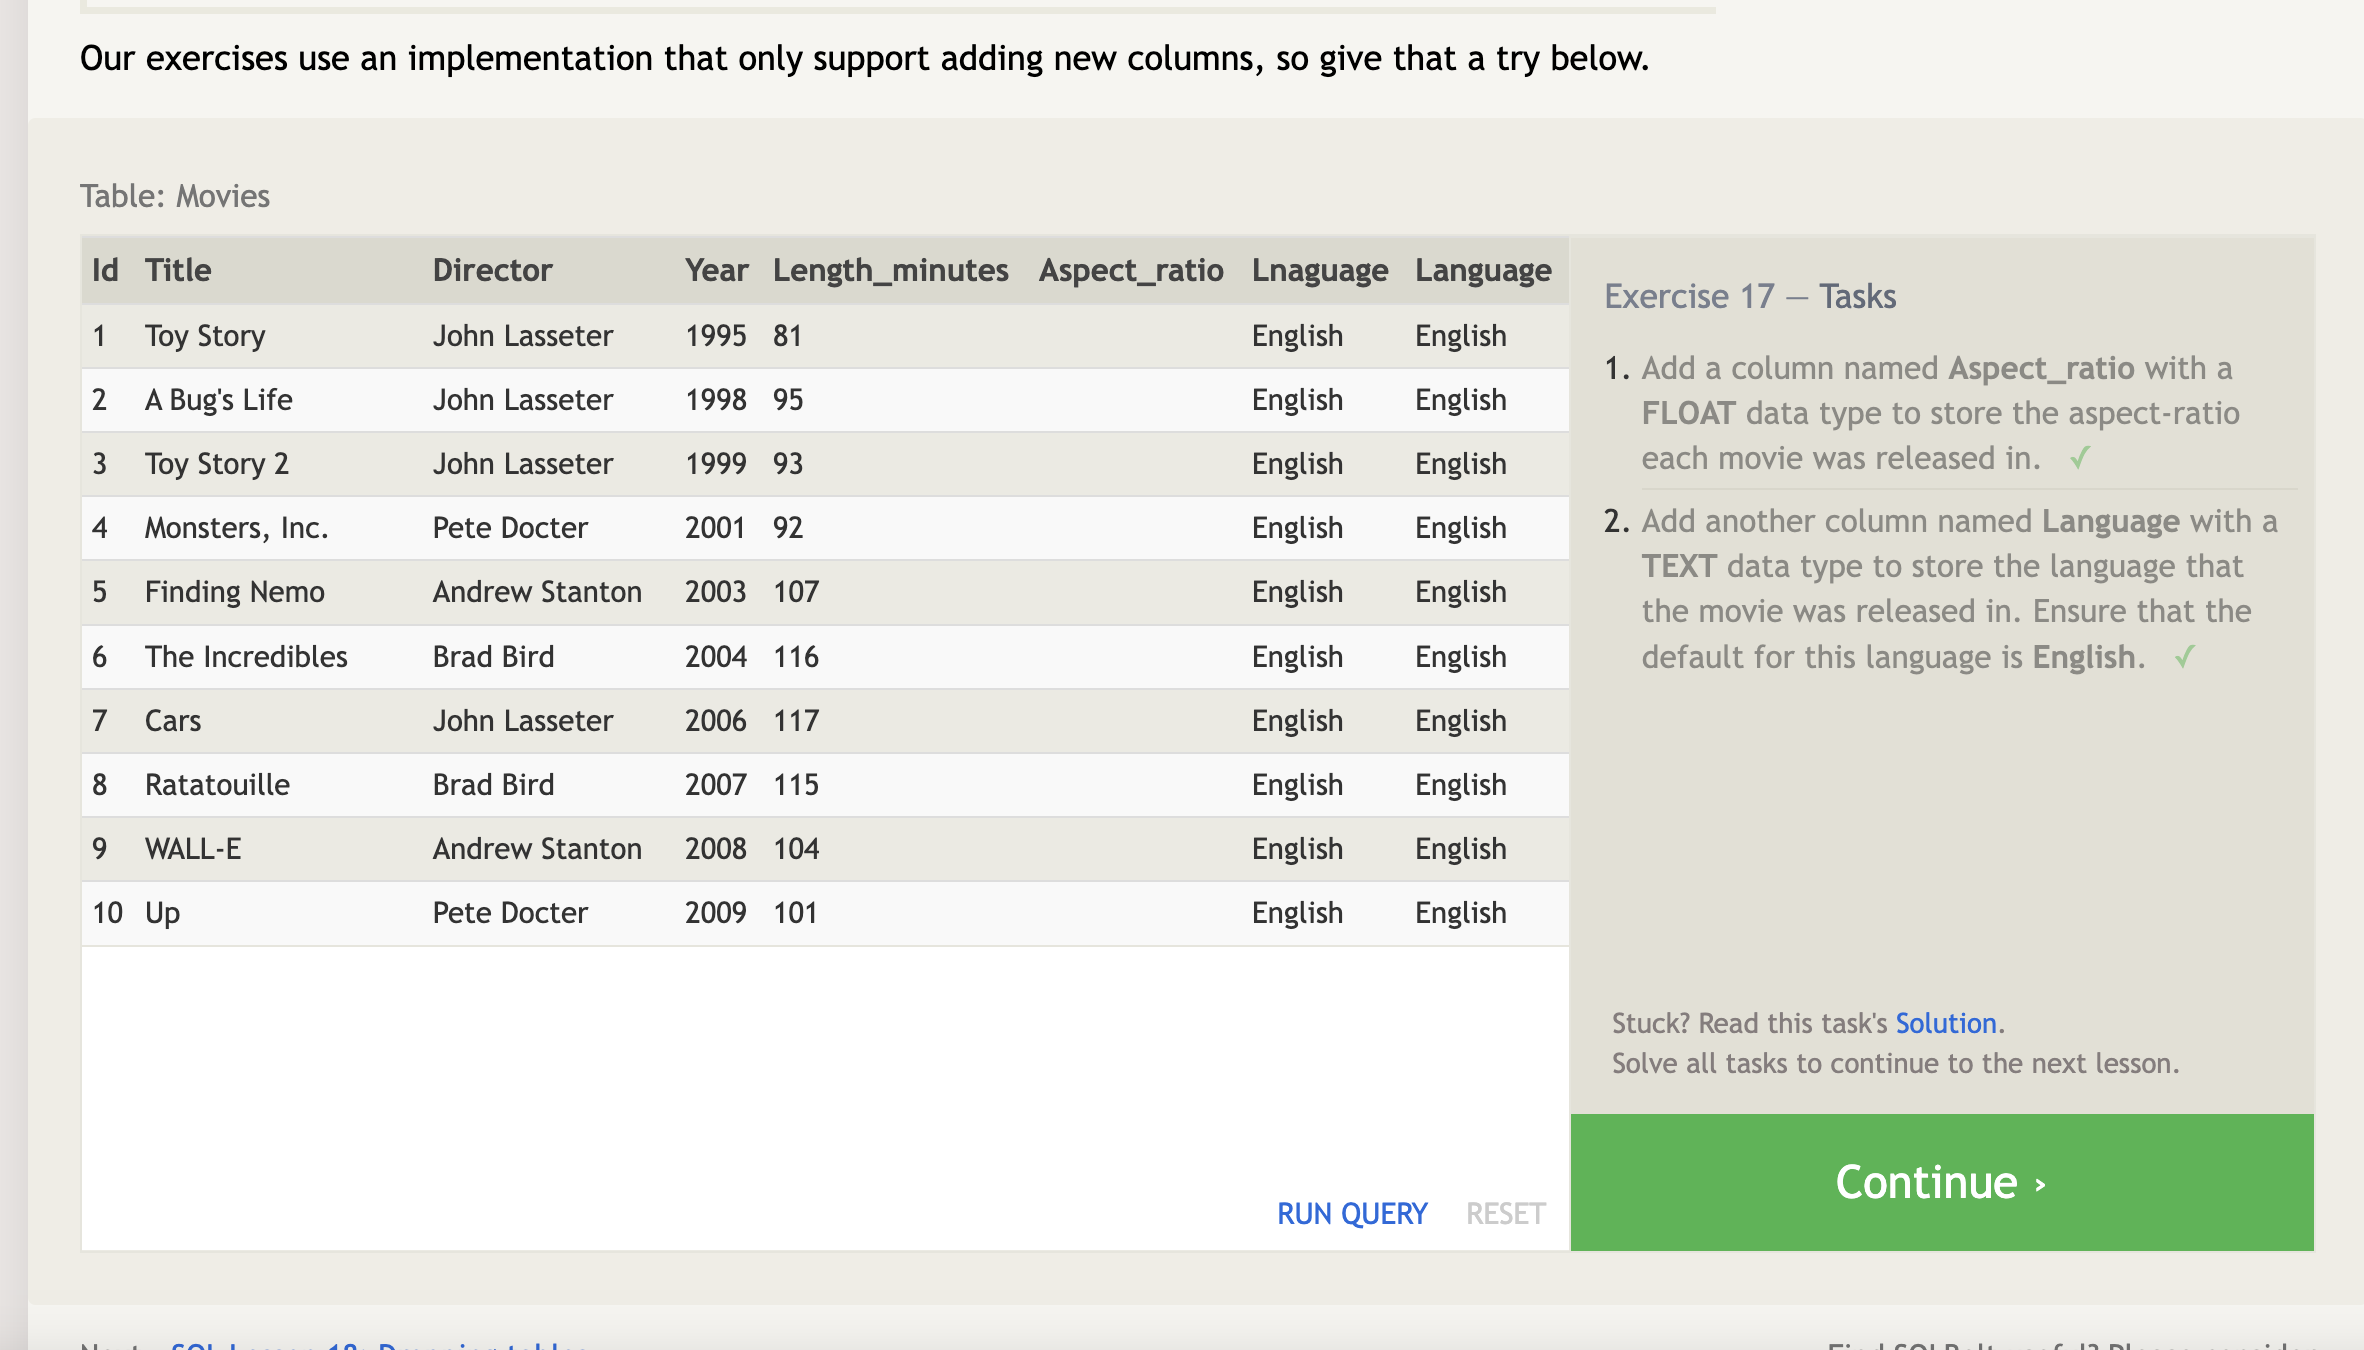 Our exercises use an implementation that only support adding new columns, so give that a try below.
Table: Movies
Id Title Director Year Length_minutes Aspect_ratio Lnaguage Language
1 Toy Story John Lasseter 1995 81 English English
2 A Bug's Life John Lasseter 1998 95 English English
3 Toy Story 2 John Lasseter 1999 93 English English
4 Monsters, Inc. Pete Docter 2001 92 English English
5 Finding Nemo Andrew Stanton 2003 107 English English
6 The Incredibles Brad Bird 2004 116 English English
7 Cars John Lasseter 2006 117 English English
8 Ratatouille Brad Bird 2007 115 English English
9 WALL-E Andrew Stanton 2008 104 English English
10 Up Pete Docter 2009 101 English English
RUN QUERY RESET
Exercise 17 — Tasks
1. Add a column named Aspect_ratio with a
FLOAT data type to store the aspect-ratio
each movie was released in. ✓
2. Add another column named Language with a
TEXT data type to store the language that
the movie was released in. Ensure that the
default for this language is English. ✓
Stuck? Read this task's Solution.
Solve all tasks to continue to the next lesson.
Continue ›